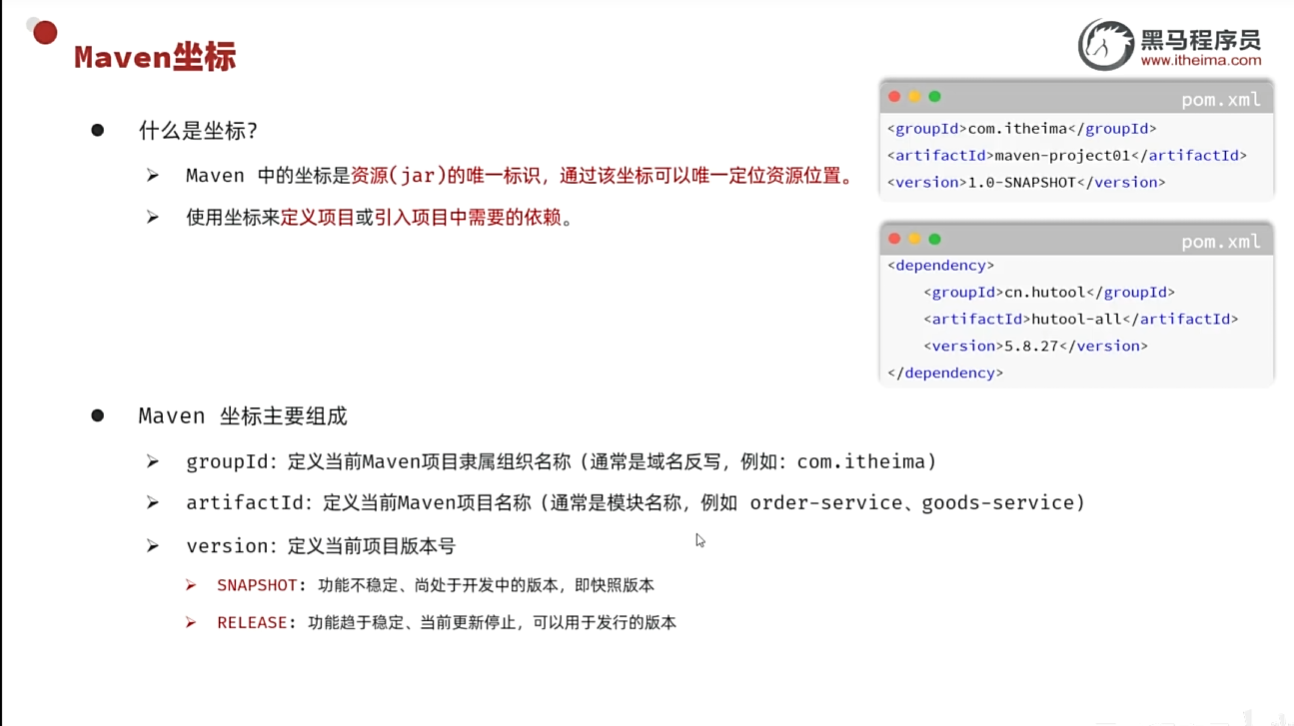 Maven坐标
黑马程序员
www.itheima.com
什么是坐标？
Maven 中的坐标是资源(jar)的唯一标识，通过该坐标可以唯一定位资源位置。
使用坐标来定义项目或引入项目中需要的依赖。
pom.xml
<groupId>com.itheima</groupId>
<artifactId>maven-project01</artifactId>
<version>1.0-SNAPSHOT</version>
pom.xml
<dependency>
<groupId>cn.hutool</groupId>
<artifactId>hutool-all</artifactId>
<version>5.8.27</version>
</dependency>
Maven 坐标主要组成
groupId：定义当前Maven项目隶属组织名称（通常是域名反写，例如：com.itheima）
artifactId：定义当前Maven项目名称（通常是模块名称，例如 order-service、goods-service）
version：定义当前项目版本号
SNAPSHOT：功能不稳定、尚处于开发中的版本，即快照版本
RELEASE：功能趋于稳定、当前更新停止，可以用于发行的版本